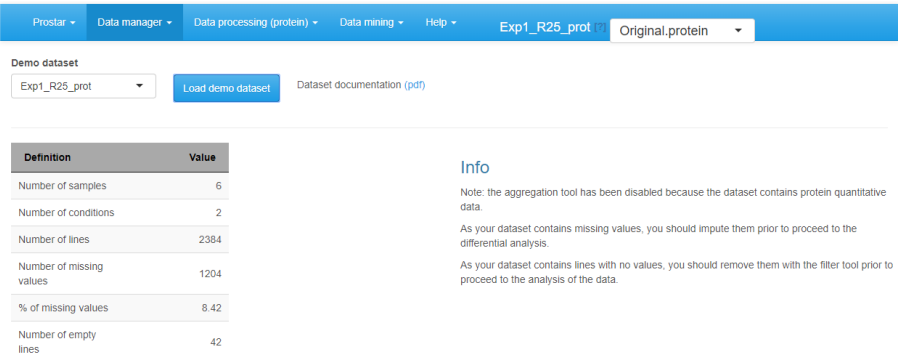 Prostar Data manager Data processing (protein) Data mining Help Exp1_R25_prot [?] Original.protein
Demo dataset
Exp1_R25_prot Load demo dataset Dataset documentation (pdf)
Definition Value
Number of samples 6
Number of conditions 2
Number of lines 2384
Number of missing
values 1204
% of missing values 8.42
Number of empty
lines 42
Info
Note: the aggregation tool has been disabled because the dataset contains protein quantitative
data.
As your dataset contains missing values, you should impute them prior to proceed to the
differential analysis.
As your dataset contains lines with no values, you should remove them with the filter tool prior to
proceed to the analysis of the data.